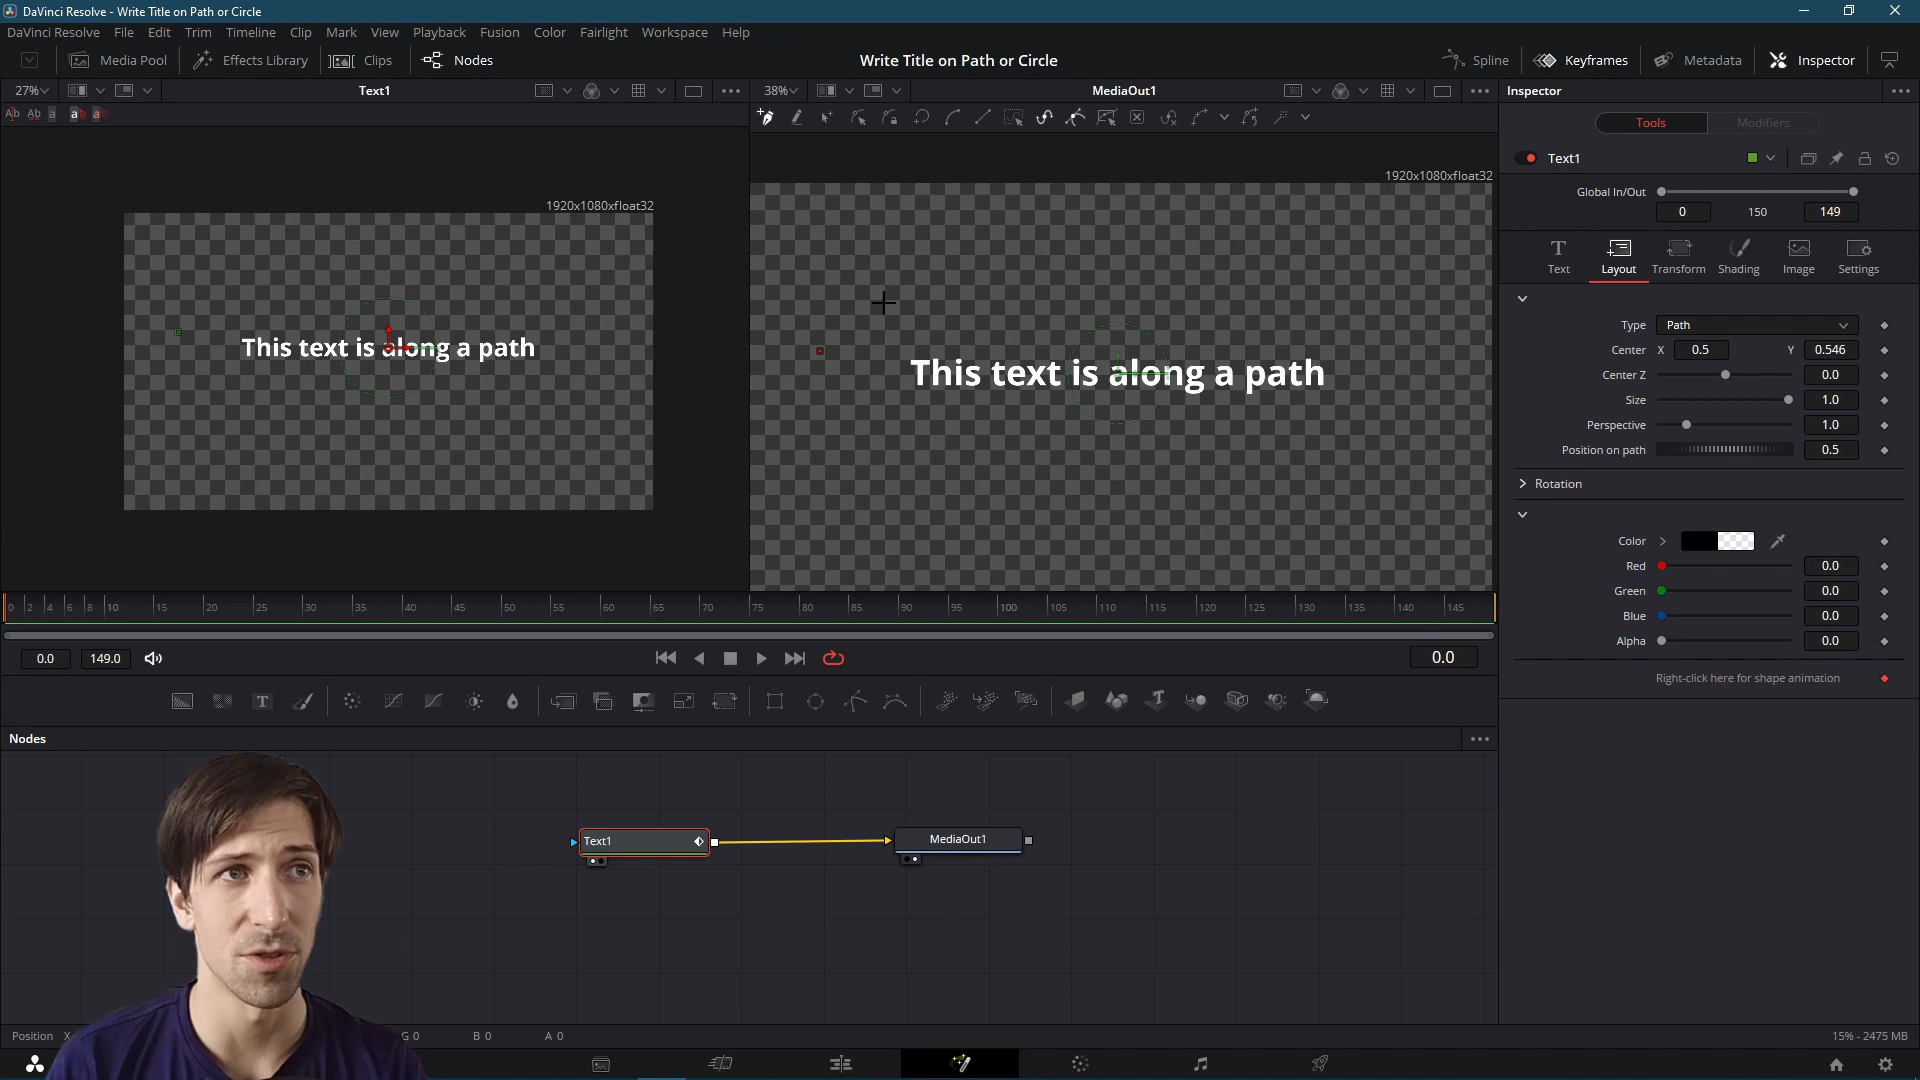 DaVinci Resolve - Write Title on Path or Circle
DaVinci Resolve File Edit Trim Timeline Clip Mark View Playback Fusion Color Fairlight Workspace Help
Media Pool Effects Library Clips Nodes Write Title on Path or Circle Spline Keyframes Metadata Inspector
27% Text1 38% MediaOut1 Inspector
Tools Modifiers
Text1
1920x1080xfloat32
1920x1080xfloat32
Global In/Out
0 150 149
Text Layout Transform Shading Image Settings
This text is along a path
This text is along a path
Type Path
Center X 0.5 Y 0.546
Center Z 0.0
Size 1.0
Perspective 1.0
Position on path 0.5
Rotation
Color
Red 0.0
Green 0.0
Blue 0.0
Alpha 0.0
Right-click here for shape animation
0 2 4 6 8 10 15 20 25 30 35 40 45 50 55 60 65 70 75 80 85 90 95 100 105 110 115 120 125 130 135 140 145
0.0 149.0 0.0
Nodes
Text1 MediaOut1
Position X G 0 B 0 A 0 15% - 2475 MB